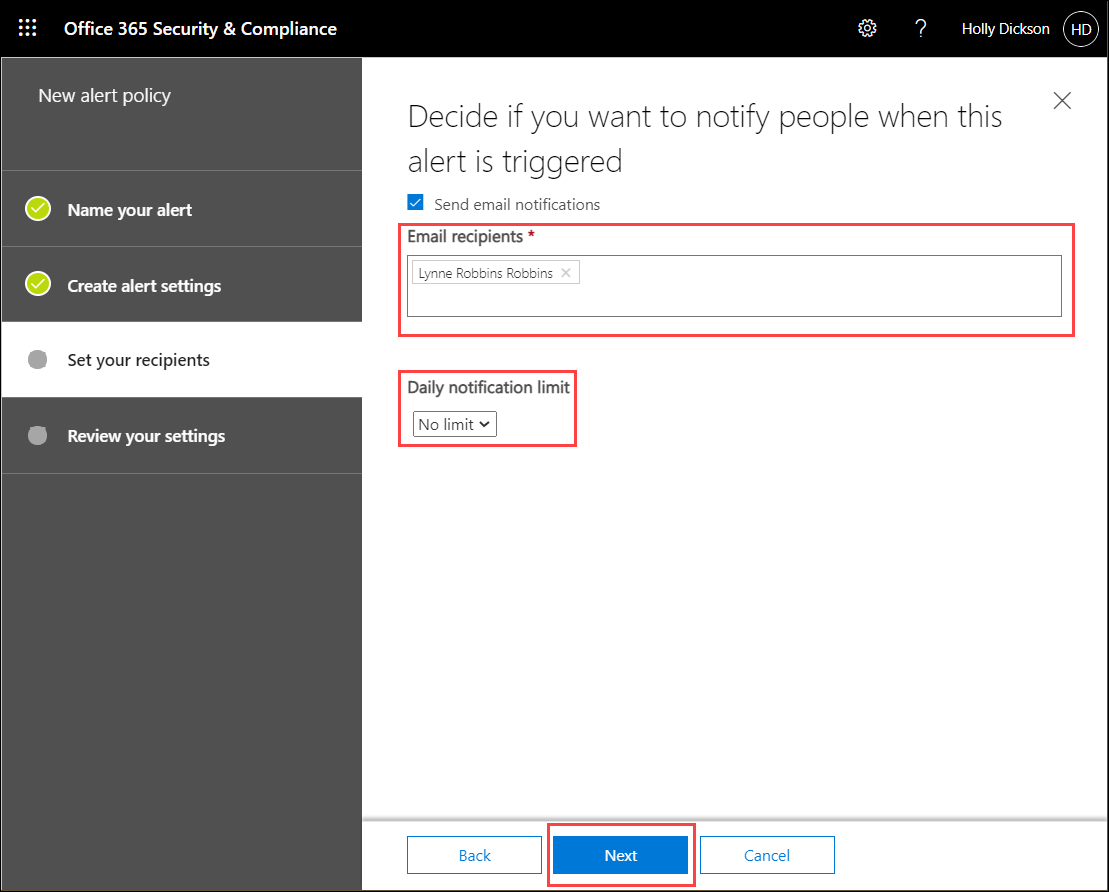 Office 365 Security & Compliance
?
Holly Dickson
HD
New alert policy
Name your alert
Create alert settings
Set your recipients
Review your settings
Decide if you want to notify people when this
alert is triggered
Send email notifications
Email recipients *
Lynne Robbins Robbins
Daily notification limit
No limit
Back
Next
Cancel